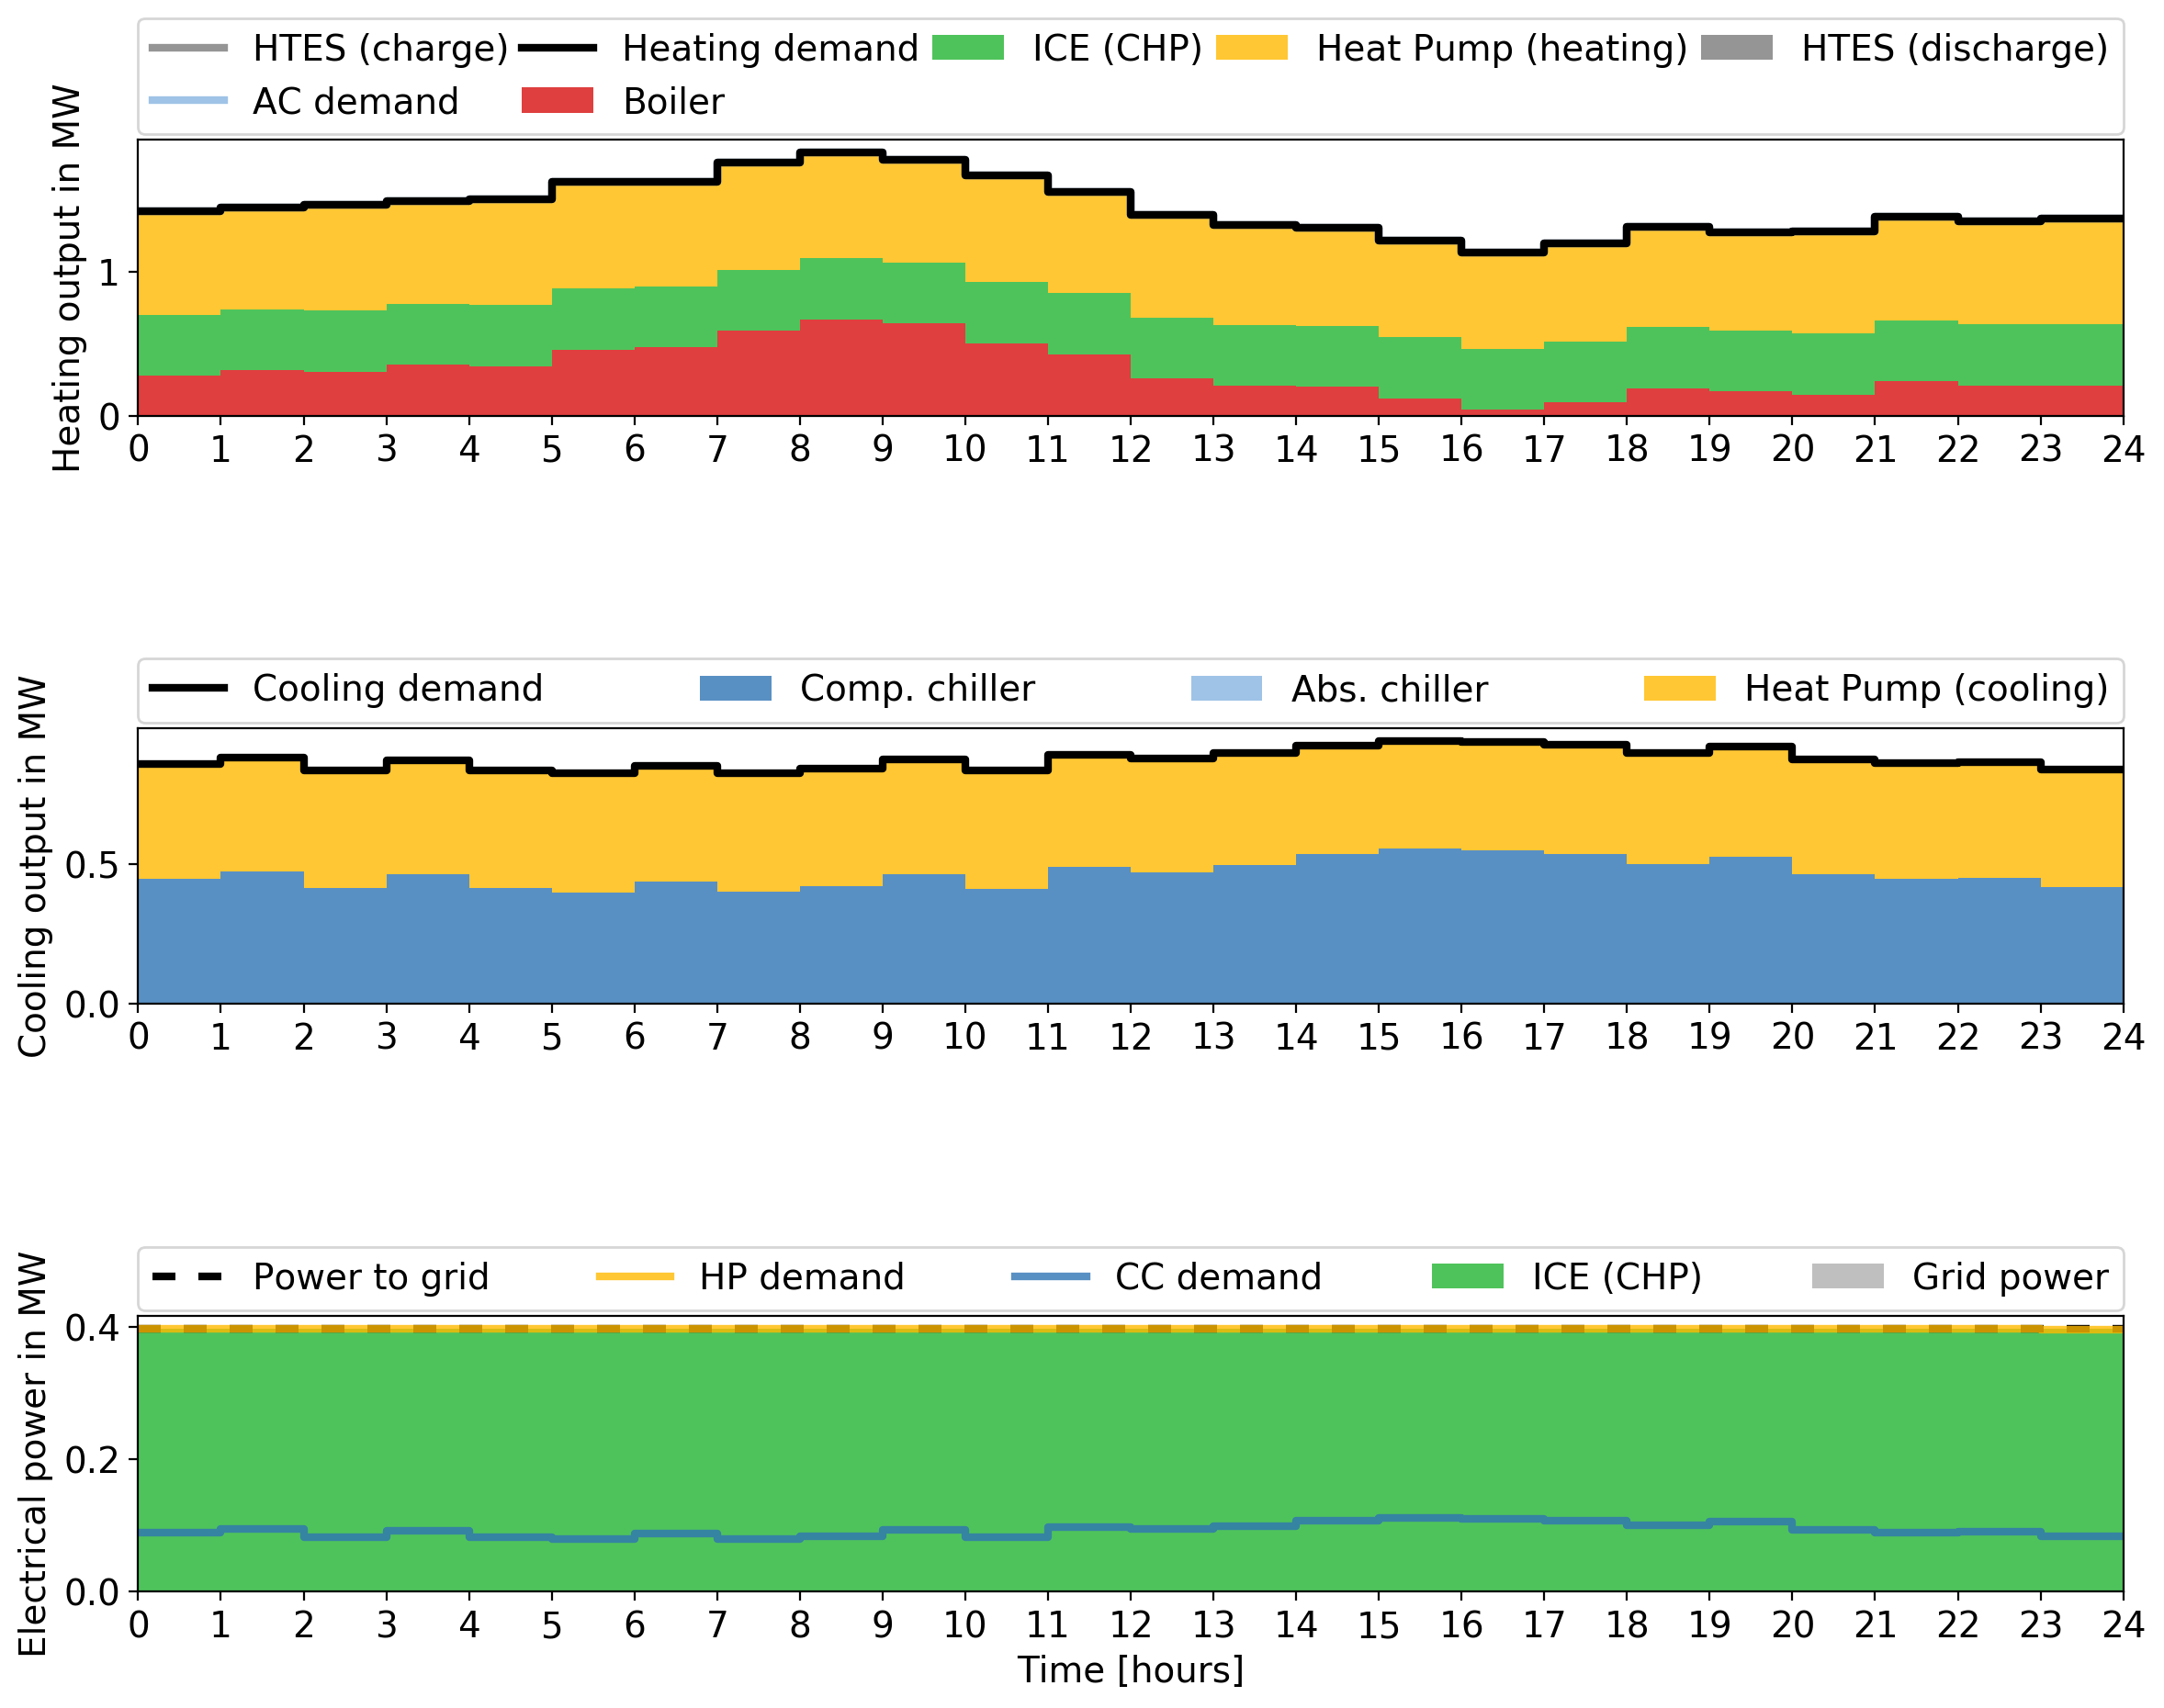 HTES (charge) Heating demand ICE (CHP) Heat Pump (heating) HTES (discharge)
AC demand Boiler
Heating output in MW
1
0
0 1 2 3 4 5 6 7 8 9 10 11 12 13 14 15 16 17 18 19 20 21 22 23 24
Cooling demand Comp. chiller Abs. chiller Heat Pump (cooling)
Cooling output in MW
0.5
0.0
0 1 2 3 4 5 6 7 8 9 10 11 12 13 14 15 16 17 18 19 20 21 22 23 24
Power to grid HP demand CC demand ICE (CHP) Grid power
Electrical power in MW
0.4
0.2
0.0
0 1 2 3 4 5 6 7 8 9 10 11 12 13 14 15 16 17 18 19 20 21 22 23 24
Time [hours]